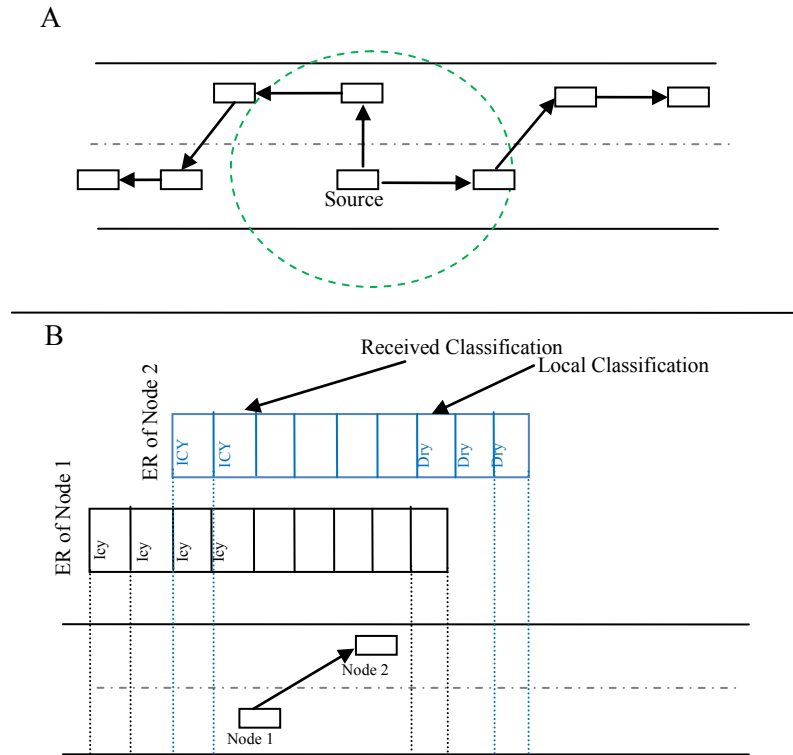 A
Source
B
Received Classification
Local Classification
ER of Node 2
ICY
ICY
Dry
Dry
Dry
ER of Node 1
Icy
Icy
Icy
Icy
Node 2
Node 1